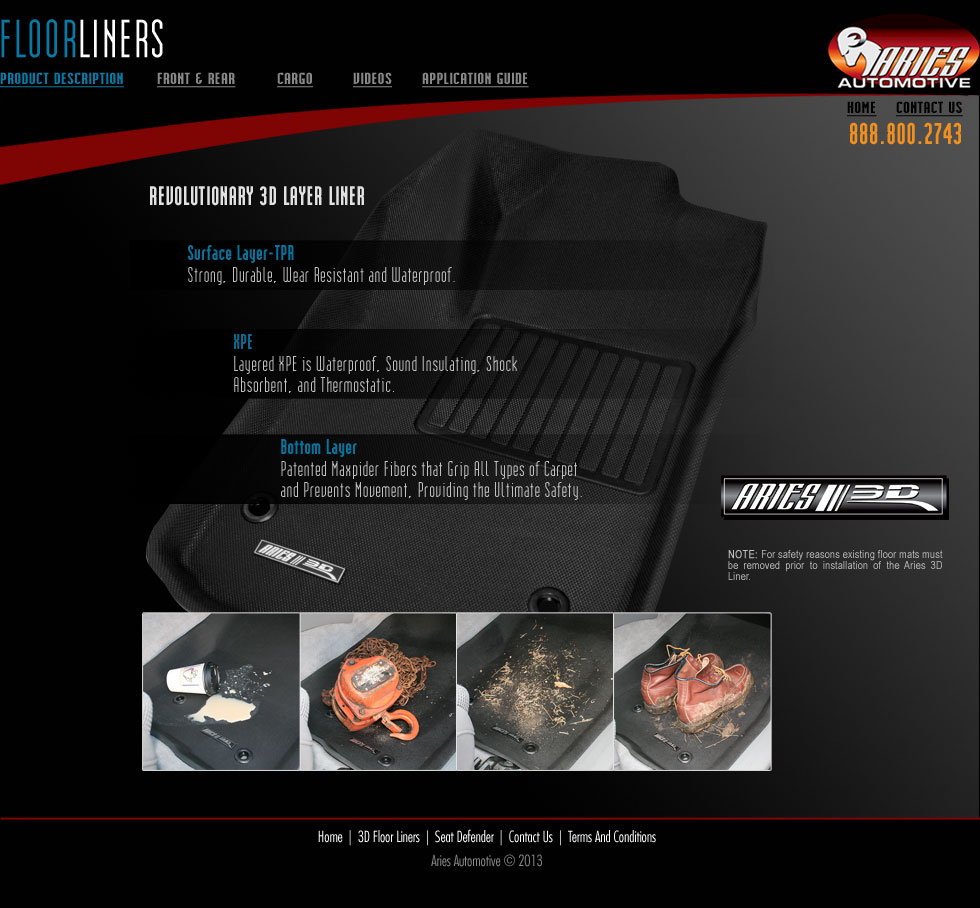 FLOORLINERS
PRODUCT DESCRIPTION FRONT & REAR CARGO VIDEOS APPLICATION GUIDE
ARIES
AUTOMOTIVE
HOME CONTACT US
888.800.2743
REVOLUTIONARY 3D LAYER LINER
Surface Layer-TPR
Strong, Durable, Wear Resistant and Waterproof.
XPE
Layered XPE is Waterproof, Sound Insulating, Shock
Absorbent, and Thermostatic.
Bottom Layer
Patented Maxpider Fibers that Grip All Types of Carpet
and Prevents Movement, Providing the Ultimate Safety.
ARIES 3D
NOTE: For safety reasons existing floor mats must
be removed prior to installation of the Aries 3D
Liner.
ARIES 3D
Home | 3D Floor Liners | Seat Defender | Contact Us | Terms And Conditions
Aries Automotive © 2013